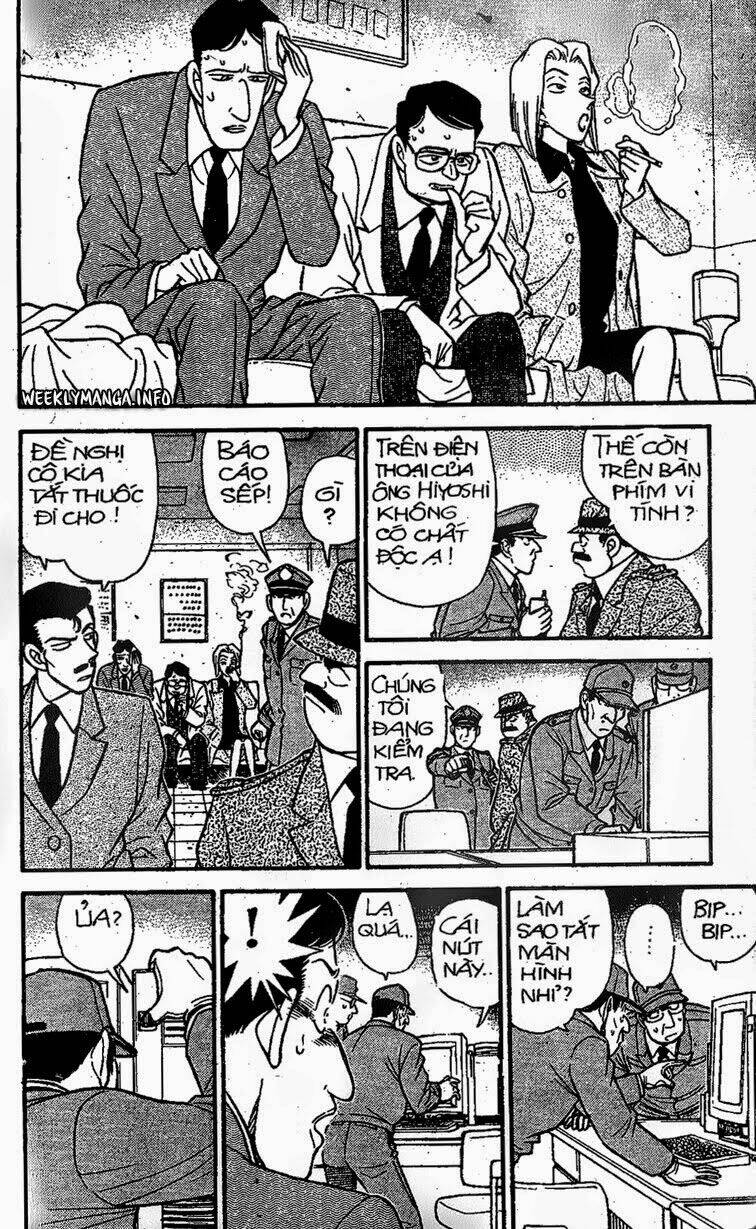 WEEKLYMANGA.INFO
ĐỀ NGHỊ
CÔ KIA
TẮT THUỐC
ĐI CHO!
BÁO
CÁO
SẾP!
GÌ
?
TRÊN ĐIỆN
THOẠI CỦA
ÔNG HIYOSHI
KHÔNG
CÓ CHẤT
ĐỘC Ạ!
THẾ CÒN
TRÊN BÀN
PHÍM VI
TÍNH?
CHÚNG
TÔI
ĐANG
KIỂM
TRA.
ỦA?
!
LẠ
QUÁ...
CÁI
NÚT
NÀY..
LÀM
SAO TẮT
MÀN
HÌNH
NHỈ?
...
BỊP...
BỊP...